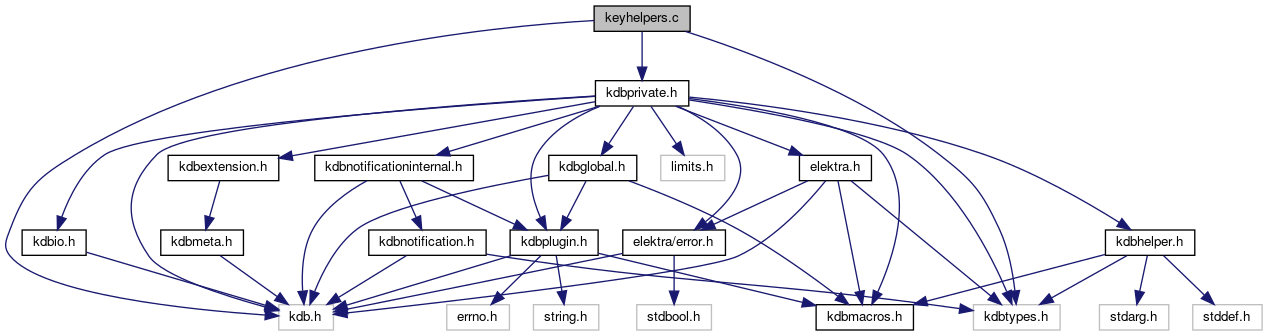 keyhelpers.c
kdbprivate.h
kdbextension.h
kdbnotificationinternal.h
kdbglobal.h
limits.h
elektra.h
kdbio.h
kdbmeta.h
kdbnotification.h
kdbplugin.h
elektra/error.h
kdbhelper.h
kdb.h
errno.h
string.h
stdbool.h
kdbmacros.h
kdbtypes.h
stdarg.h
stddef.h